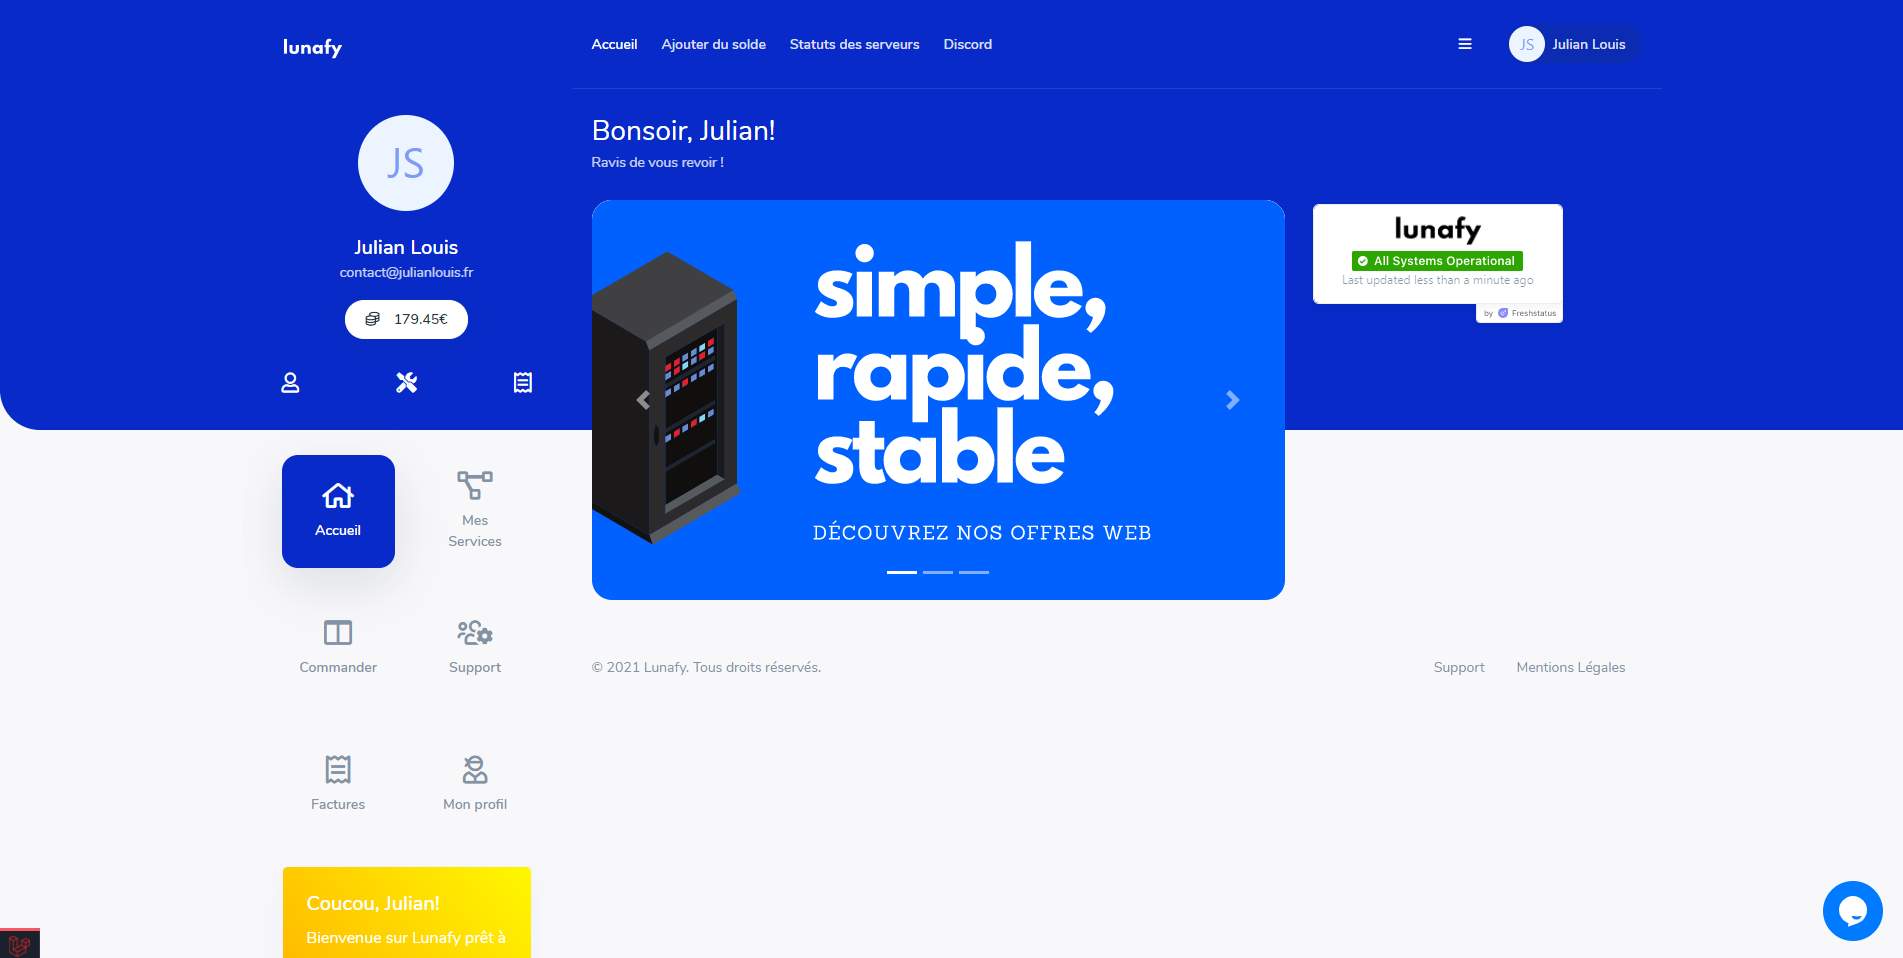 lunafy
Accueil
Ajouter du solde
Statuts des serveurs
Discord
JS
Julian Louis
JS
Julian Louis
contact@julianlouis.fr
179.45€
Bonsoir, Julian!
Ravis de vous revoir !
simple,
rapide,
stable
DÉCOUVREZ NOS OFFRES WEB
lunafy
All Systems Operational
Last updated less than a minute ago
by Freshstatus
Accueil
Mes
Services
Commander
Support
Factures
Mon profil
Coucou, Julian!
Bienvenue sur Lunafy prêt à
© 2021 Lunafy. Tous droits réservés.
Support
Mentions Légales